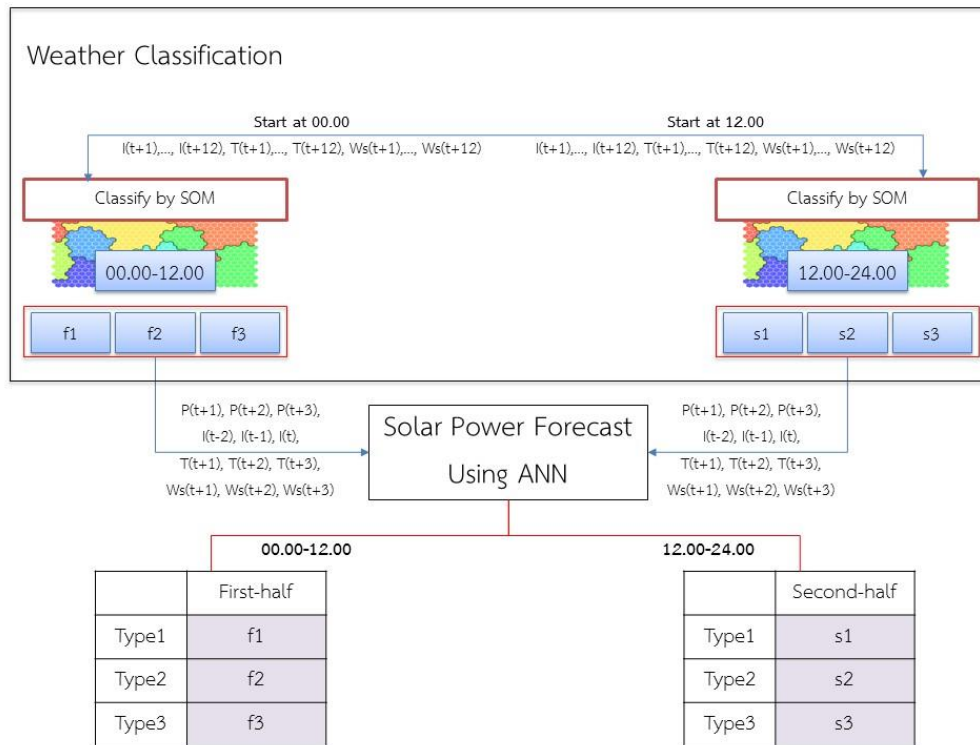 Weather Classification
Start at 00.00
Start at 12.00
I(t+1),..., I(t+12), T(t+1),..., T(t+12), Ws(t+1),..., Ws(t+12)
I(t+1),..., I(t+12), T(t+1),..., T(t+12), Ws(t+1),..., Ws(t+12)
Classify by SOM
Classify by SOM
00.00-12.00
12.00-24.00
f1 f2 f3
s1 s2 s3
P(t+1), P(t+2), P(t+3),
I(t-2), I(t-1), I(t),
T(t+1), T(t+2), T(t+3),
Ws(t+1), Ws(t+2), Ws(t+3)
Solar Power Forecast
Using ANN
P(t+1), P(t+2), P(t+3),
I(t-2), I(t-1), I(t),
T(t+1), T(t+2), T(t+3),
Ws(t+1), Ws(t+2), Ws(t+3)
00.00-12.00
12.00-24.00
First-half
Type1 f1
Type2 f2
Type3 f3
Second-half
Type1 s1
Type2 s2
Type3 s3